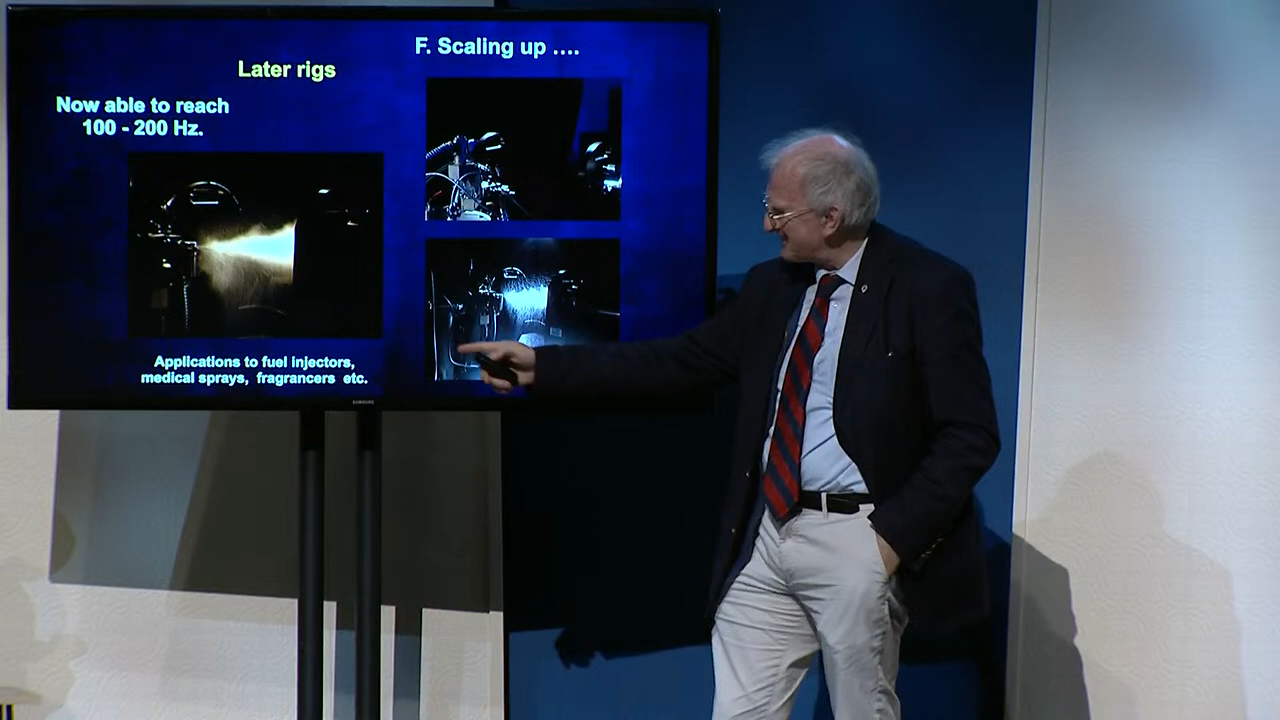 F. Scaling up ....
Later rigs
Now able to reach
100 - 200 Hz.
Applications to fuel injectors,
medical sprays, fragrancers etc.
SAMSUNG